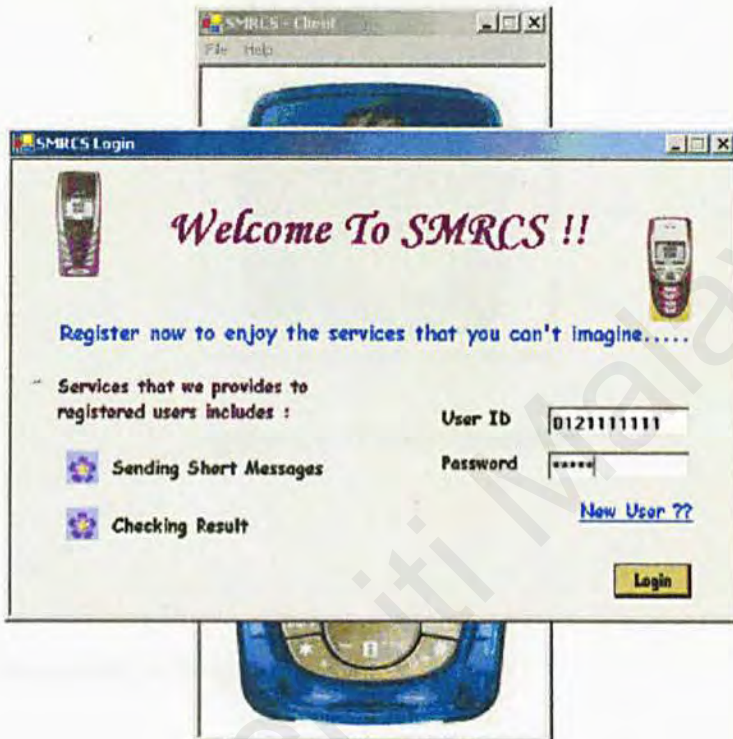 SMRCS - Client
File Help
SMRCS Login
Welcome To SMRCS !!
Register now to enjoy the services that you can't imagine.....
Services that we provides to
registered users includes :
User Id 0121111111
Sending Short Messages
Password *****
Checking Result
New User ??
Login